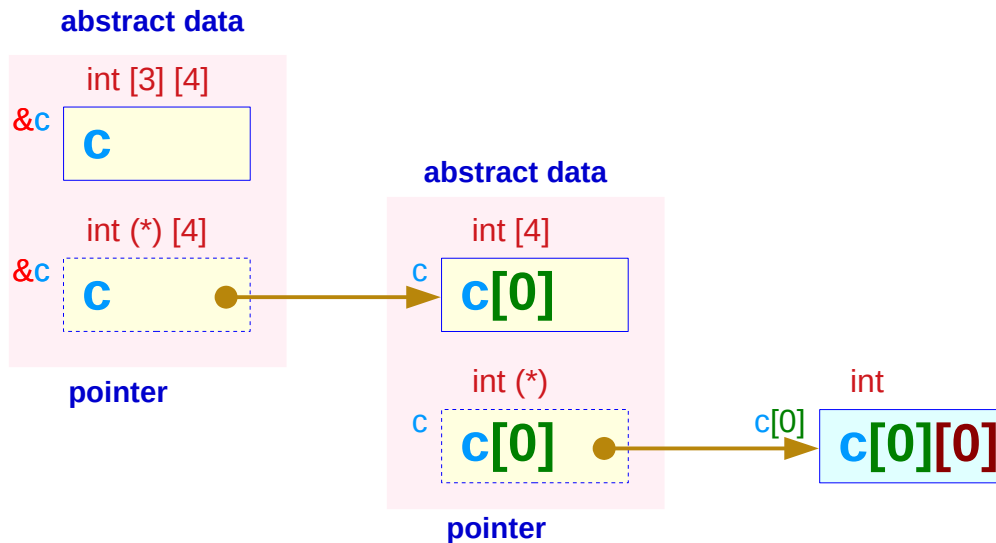 abstract data
int [3] [4]
&c
c
int (*) [4]
&c
c
pointer
abstract data
int [4]
c
c[0]
int (*)
c
c[0]
pointer
int
c[0]
c[0][0]